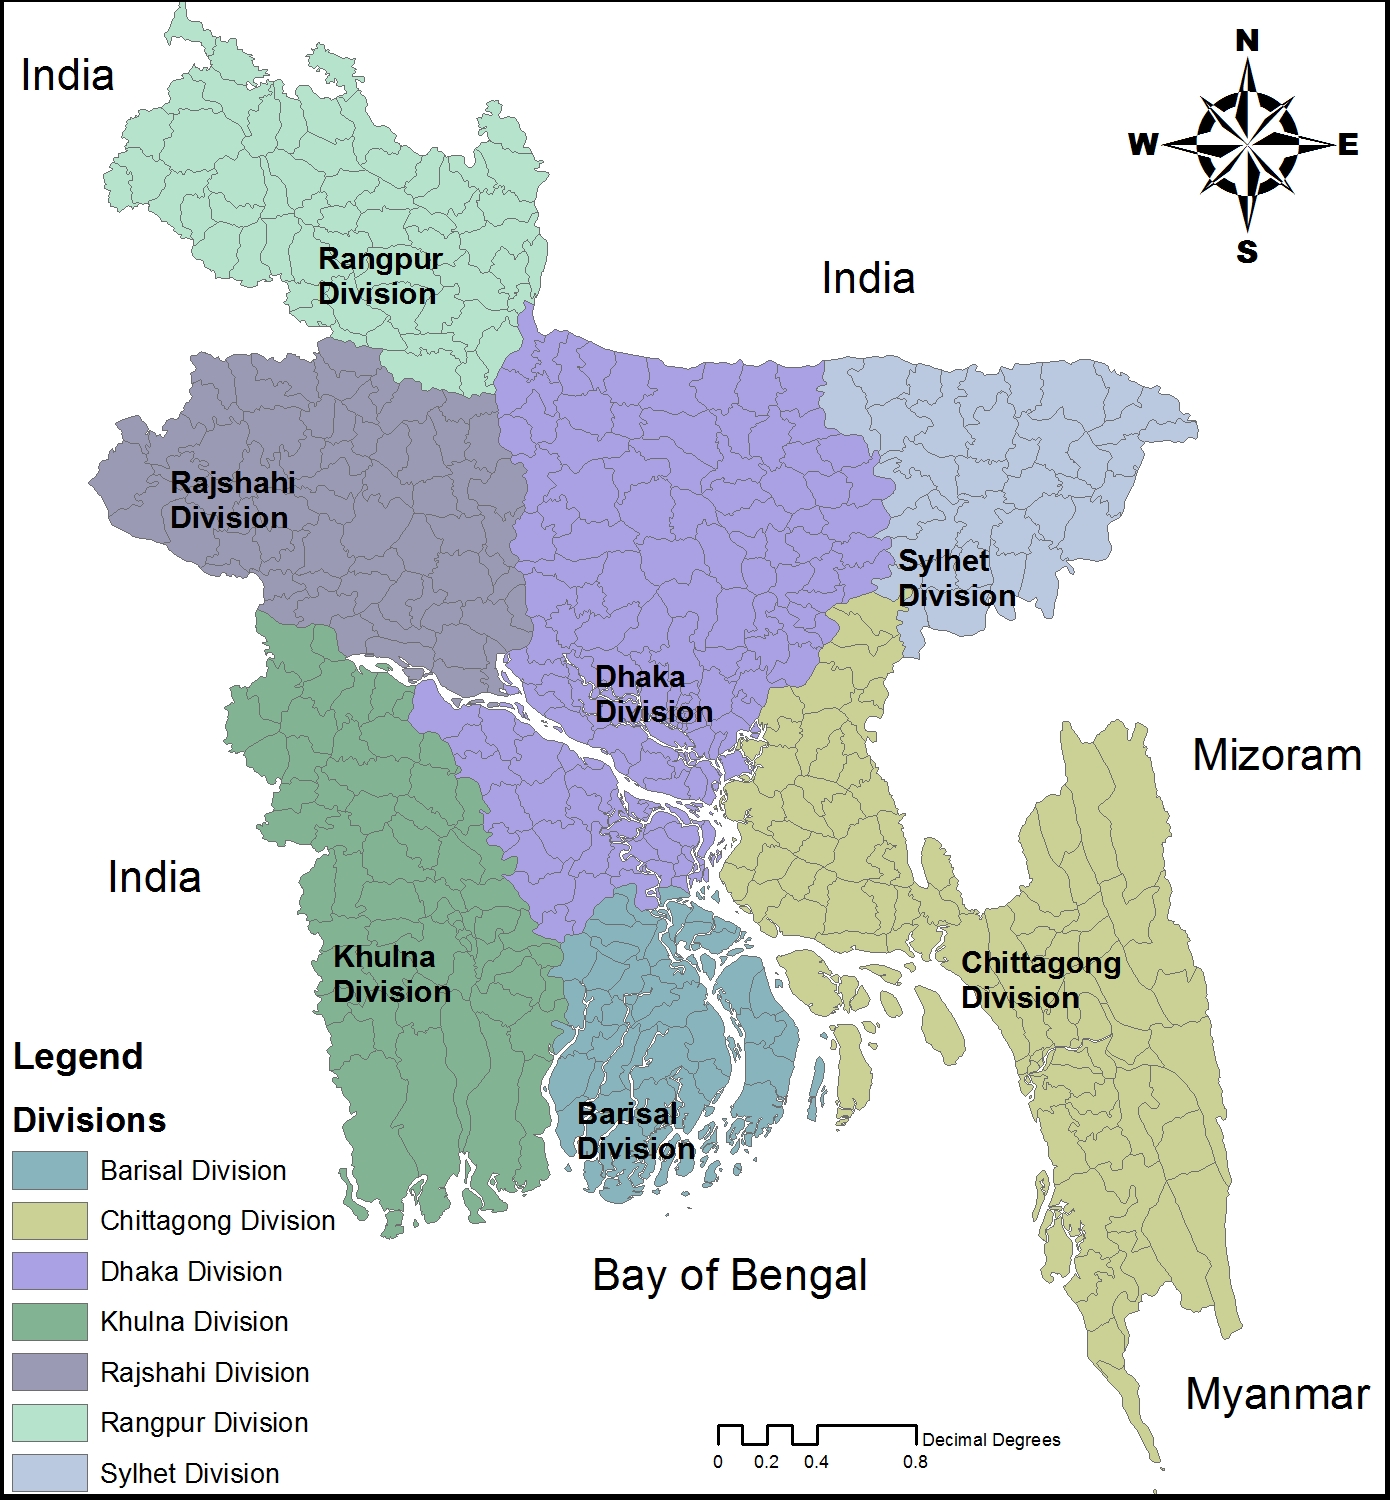 N
India
W
E
S
Rangpur
Division
India
Rajshahi
Division
Sylhet
Division
Dhaka
Division
Mizoram
India
Khulna
Division
Chittagong
Division
Legend
Divisions
Barisal
Division
Barisal Division
Chittagong Division
Dhaka Division
Khulna Division
Rajshahi Division
Rangpur Division
Sylhet Division
Bay of Bengal
Myanmar
Decimal Degrees
0 0.2 0.4 0.8